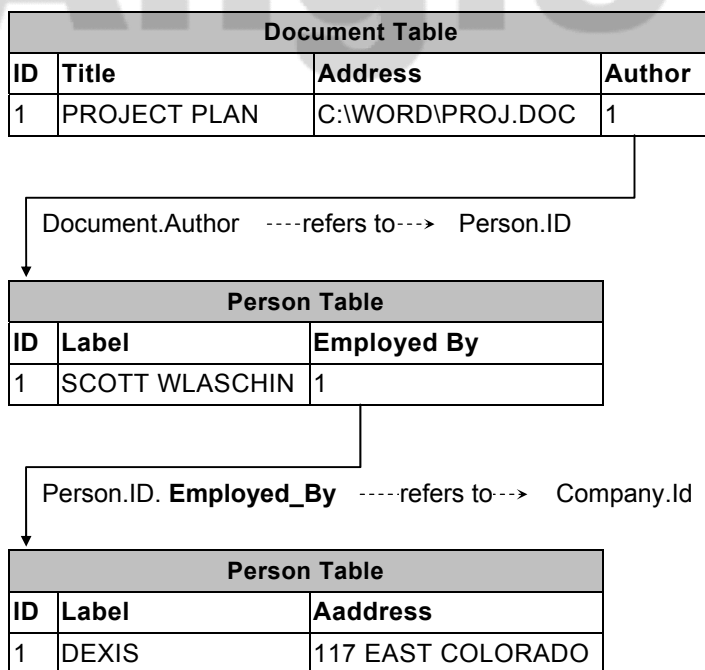 Document Table
ID Title Address Author
1 PROJECT PLAN C:\WORD\PROJ.DOC 1
Document.Author refers to Person.ID
Person Table
ID Label Employed By
1 SCOTT WLASCHIN 1
Person.ID. Employed_By refers to Company.Id
Person Table
ID Label Aaddress
1 DEXIS 117 EAST COLORADO